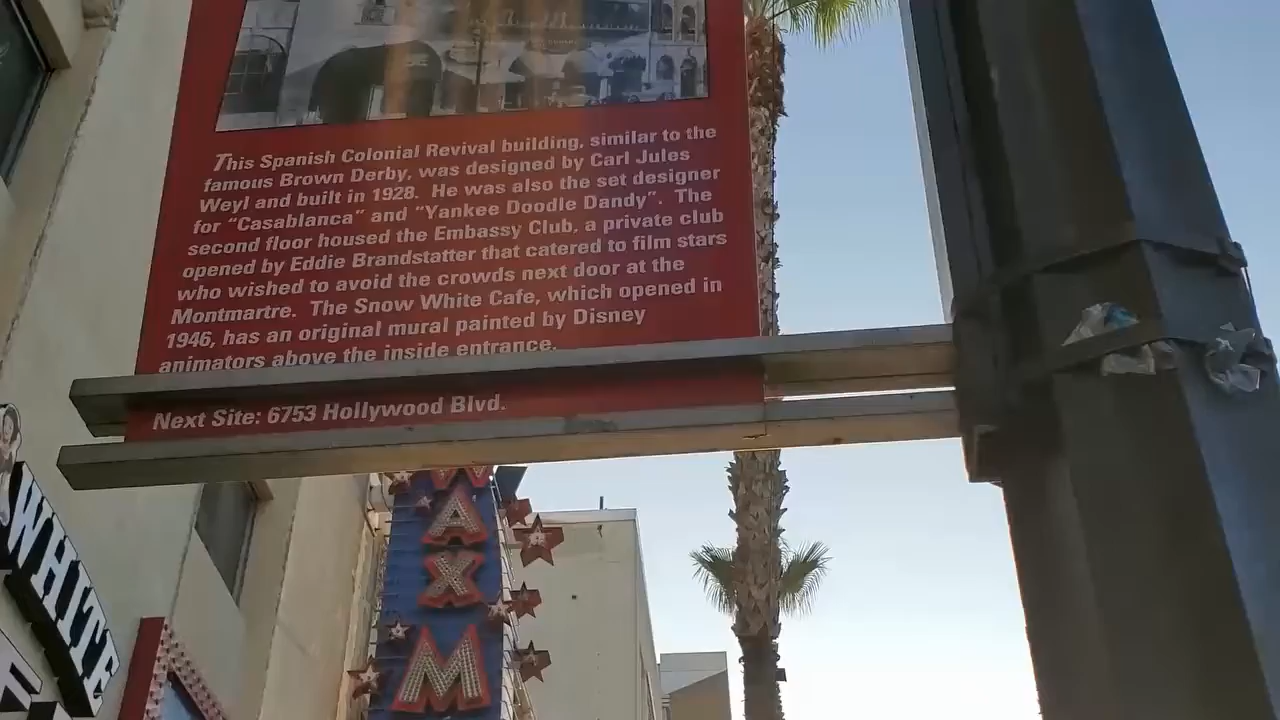 This Spanish Colonial Revival building, similar to the
famous Brown Derby, was designed by Carl Jules
Weyl and built in 1928. He was also the set designer
for "Casablanca" and "Yankee Doodle Dandy". The
second floor housed the Embassy Club, a private club
opened by Eddie Brandstatter that catered to film stars
who wished to avoid the crowds next door at the
Montmartre. The Snow White Cafe, which opened in
1946, has an original mural painted by Disney
animators above the inside entrance.
Next Site: 6753 Hollywood Blvd.
WHITE
WAX M